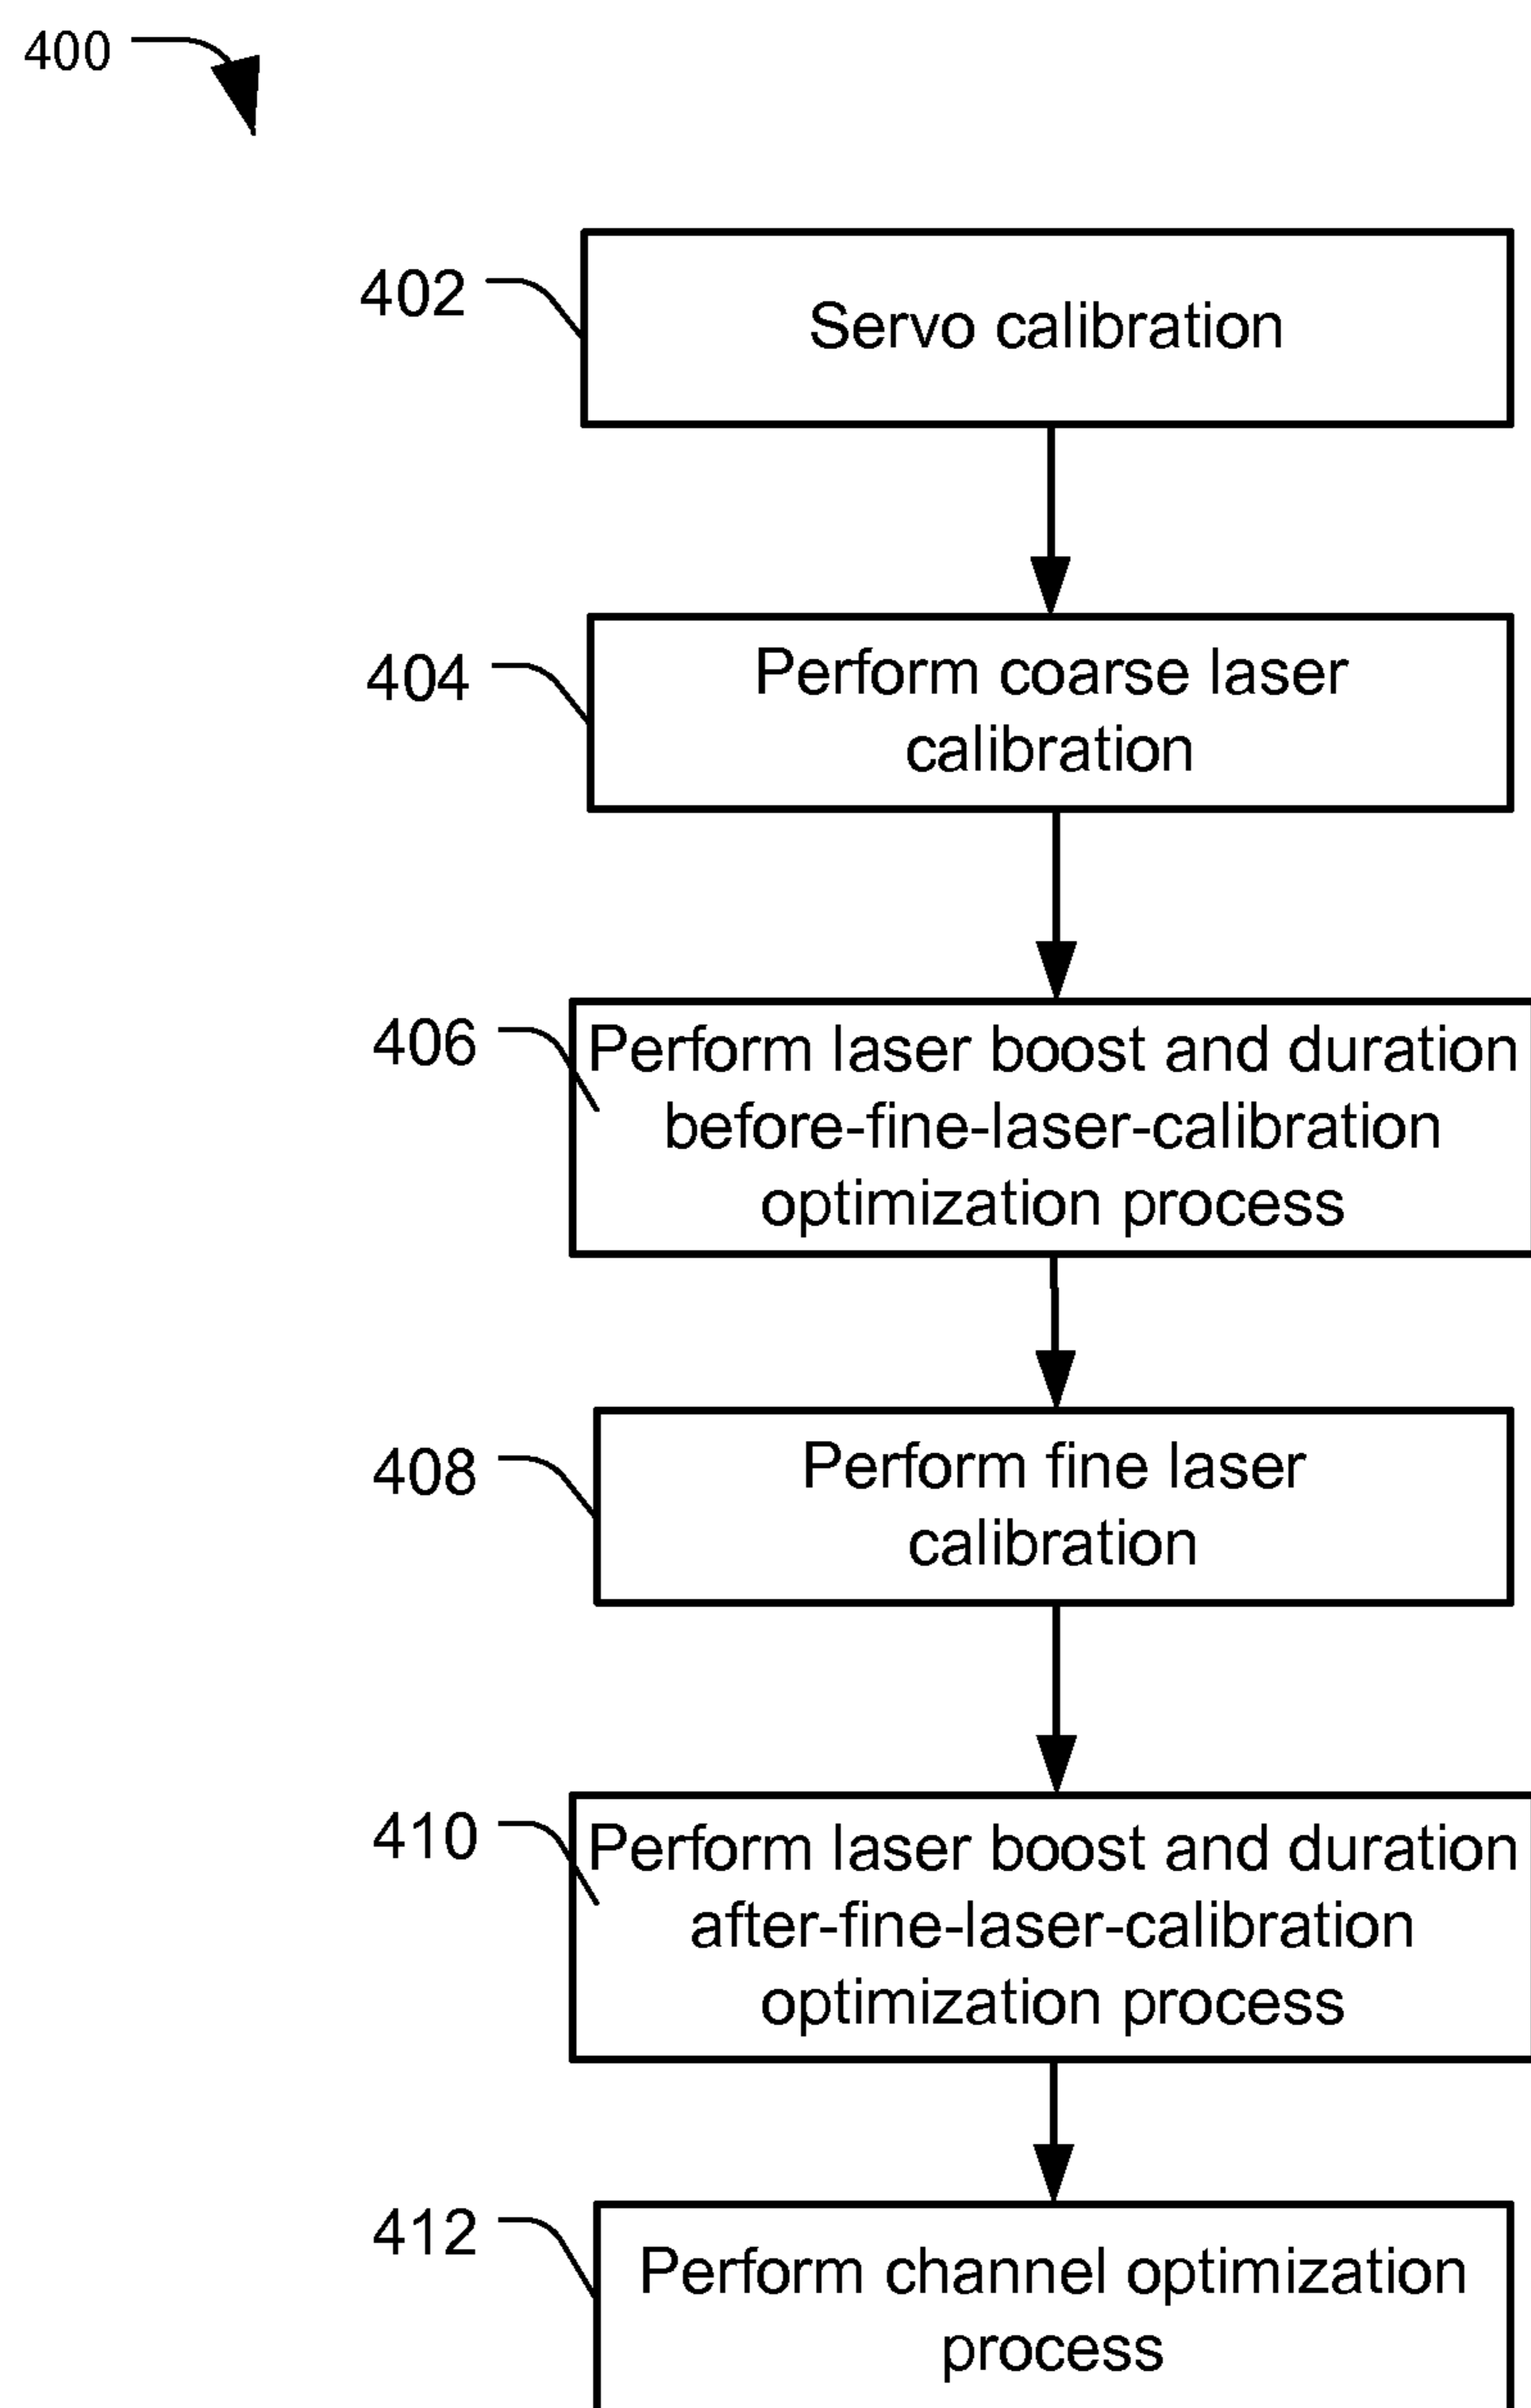 400
402
Servo calibration
404
Perform coarse laser
calibration
406
Perform laser boost and duration
before-fine-laser-calibration
optimization process
408
Perform fine laser
calibration
410
Perform laser boost and duration
after-fine-laser-calibration
optimization process
412
Perform channel optimization
process